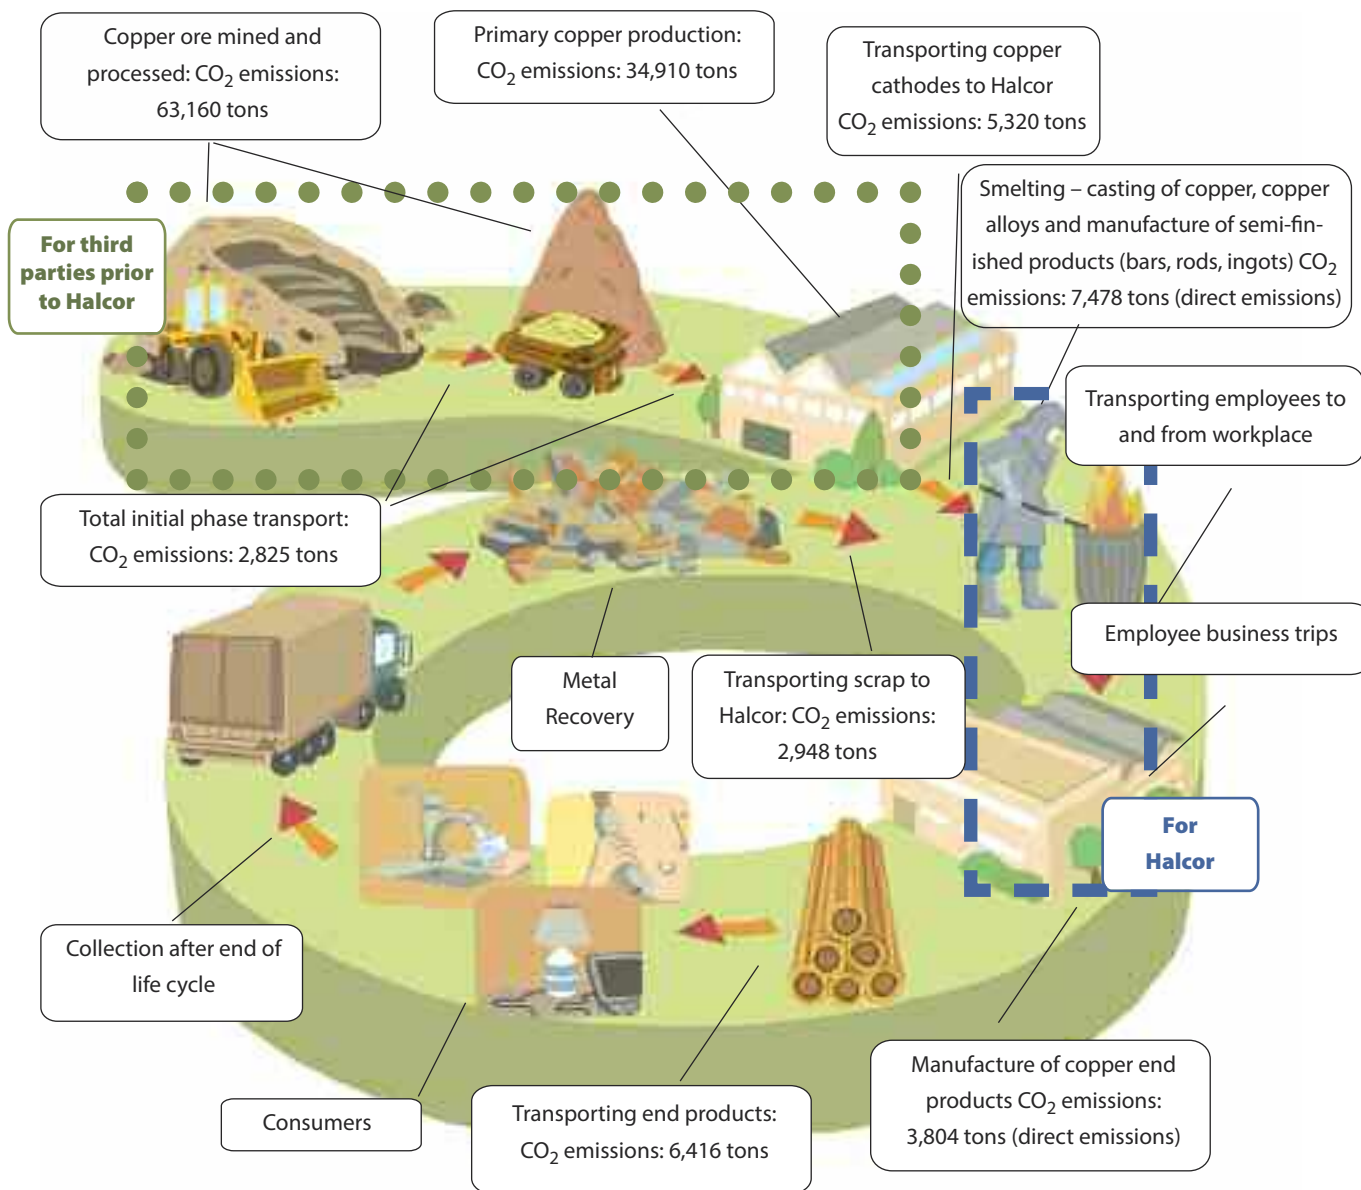 Copper ore mined and
processed: CO2 emissions:
63,160 tons
Primary copper production:
CO2 emissions: 34,910 tons
Transporting copper
cathodes to Halcor
CO2 emissions: 5,320 tons
Smelting – casting of copper, copper
alloys and manufacture of semi-fin-
ished products (bars, rods, ingots) CO2
emissions: 7,478 tons (direct emissions)
For third
parties prior
to Halcor
Transporting employees to
and from workplace
Total initial phase transport:
CO2 emissions: 2,825 tons
Employee business trips
Metal
Recovery
Transporting scrap to
Halcor: CO2 emissions:
2,948 tons
For
Halcor
Collection after end of
life cycle
Consumers
Transporting end products:
CO2 emissions: 6,416 tons
Manufacture of copper end
products CO2 emissions:
3,804 tons (direct emissions)